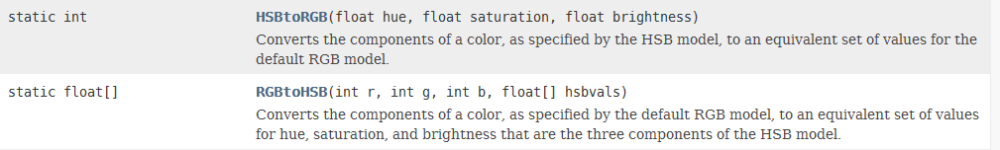 static int HSBtoRGB(float hue, float saturation, float brightness)
Converts the components of a color, as specified by the HSB model, to an equivalent set of values for the
default RGB model.
static float[] RGBtoHSB(int r, int g, int b, float[] hsbvals)
Converts the components of a color, as specified by the default RGB model, to an equivalent set of values
for hue, saturation, and brightness that are the three components of the HSB model.